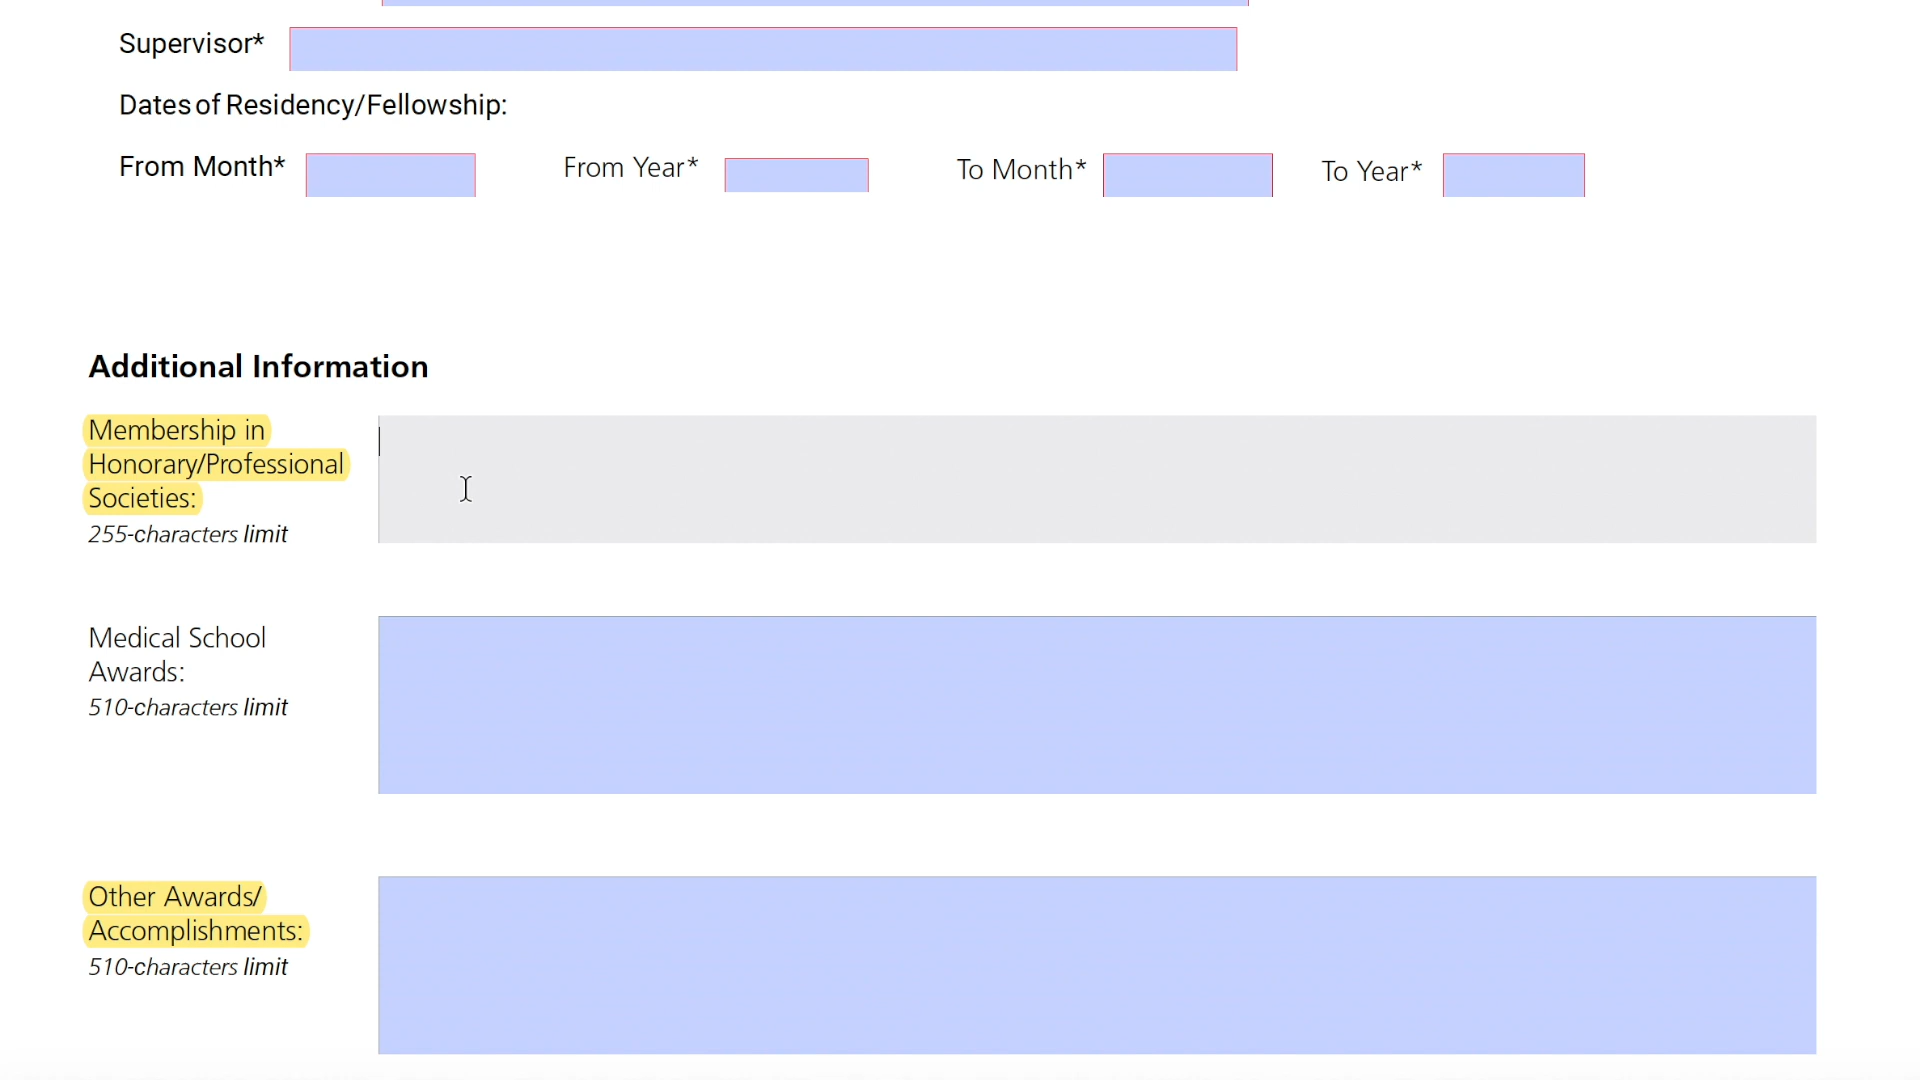 Supervisor*
Dates of Residency/Fellowship:
From Month* From Year* To Month* To Year*
Additional Information
Membership in
Honorary/Professional
Societies:
255-characters limit
Medical School
Awards:
510-characters limit
Other Awards/
Accomplishments:
510-characters limit